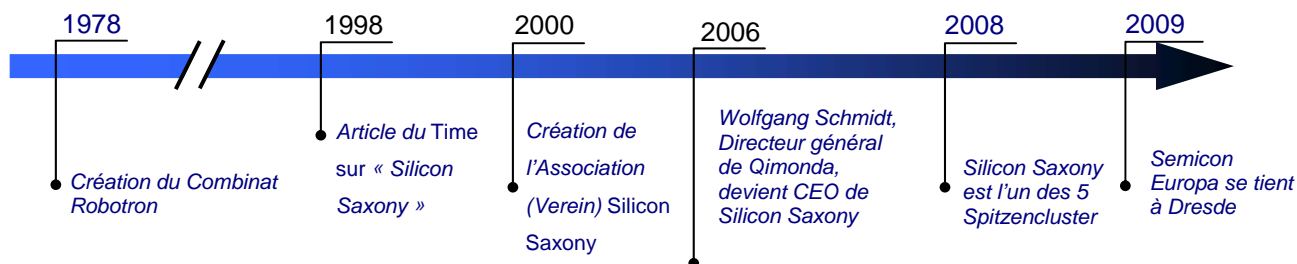 1978
1998
2000
2006
2008
2009
Création du Combinat
Robotron
Article du Time
sur « Silicon
Saxony »
Création de
l’Association
(Verein) Silicon
Saxony
Wolfgang Schmidt,
Directeur général
de Qimonda,
devient CEO de
Silicon Saxony
Silicon Saxony
est l’un des 5
Spitzencluster
Semicon
Europa se tient
à Dresde